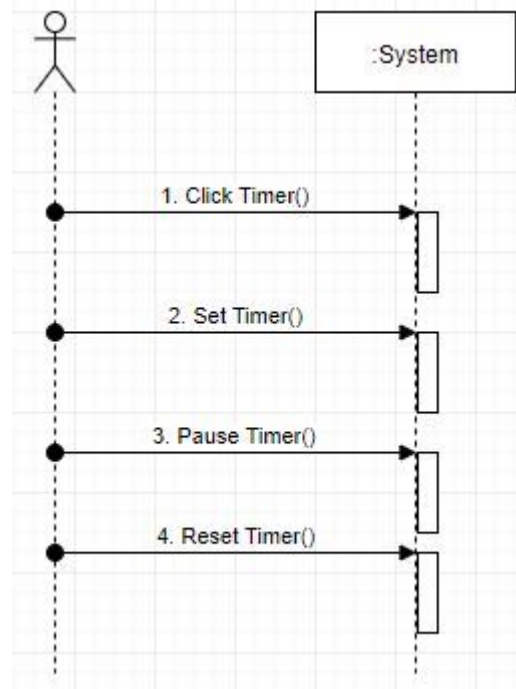 :System
1. Click Timer()
2. Set Timer()
3. Pause Timer()
4. Reset Timer()